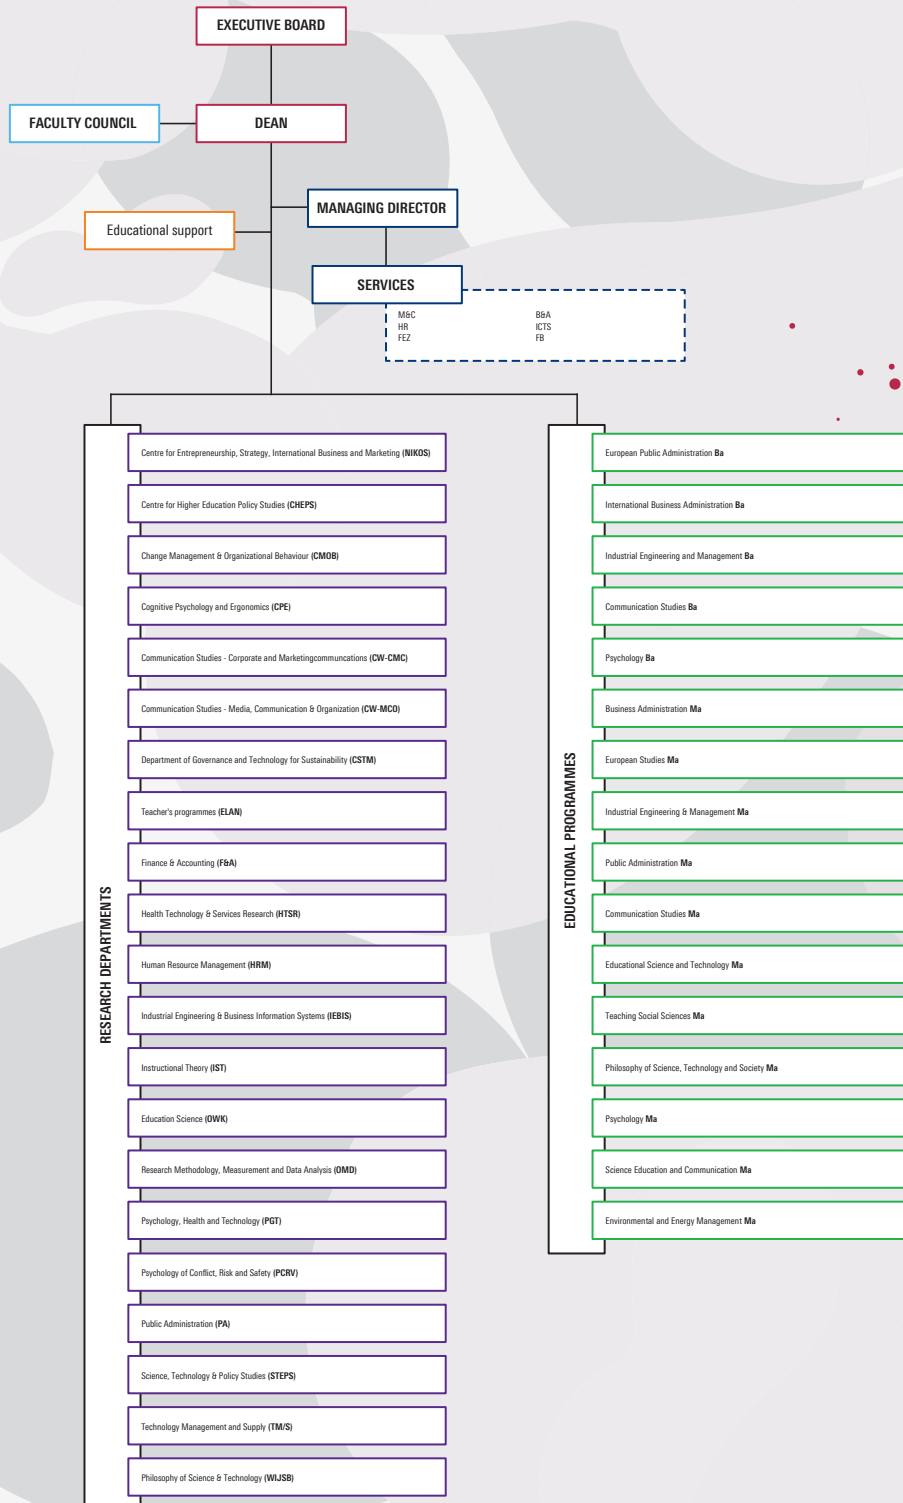 EXECUTIVE BOARD
FACULTY COUNCIL
DEAN
MANAGING DIRECTOR
Educational support
SERVICES
M&C
HR
FEZ
B&A
ICTS
FB
RESEARCH DEPARTMENTS
Centre for Entrepreneurship, Strategy, International Business and Marketing (NIKOS)
Centre for Higher Education Policy Studies (CHEPS)
Change Management & Organizational Behaviour (CMOB)
Cognitive Psychology and Ergonomics (CPE)
Communication Studies - Corporate and Marketingcommuncations (CW-CMC)
Communication Studies - Media, Communication & Organization (CW-MCO)
Department of Governance and Technology for Sustainability (CSTM)
Teacher's programmes (ELAN)
Finance & Accounting (F&A)
Health Technology & Services Research (HTSR)
Human Resource Management (HRM)
Industrial Engineering & Business Information Systems (IEBIS)
Instructional Theory (IST)
Education Science (OWK)
Research Methodology, Measurement and Data Analysis (OMD)
Psychology, Health and Technology (PGT)
Psychology of Conflict, Risk and Safety (PCRV)
Public Administration (PA)
Science, Technology & Policy Studies (STEPS)
Technology Management and Supply (TM/S)
Philosophy of Science & Technology (WIJSB)
EDUCATIONAL PROGRAMMES
European Public Administration Ba
International Business Administration Ba
Industrial Engineering and Management Ba
Communication Studies Ba
Psychology Ba
Business Administration Ma
European Studies Ma
Industrial Engineering & Management Ma
Public Administration Ma
Communication Studies Ma
Educational Science and Technology Ma
Teaching Social Sciences Ma
Philosophy of Science, Technology and Society Ma
Psychology Ma
Science Education and Communication Ma
Environmental and Energy Management Ma